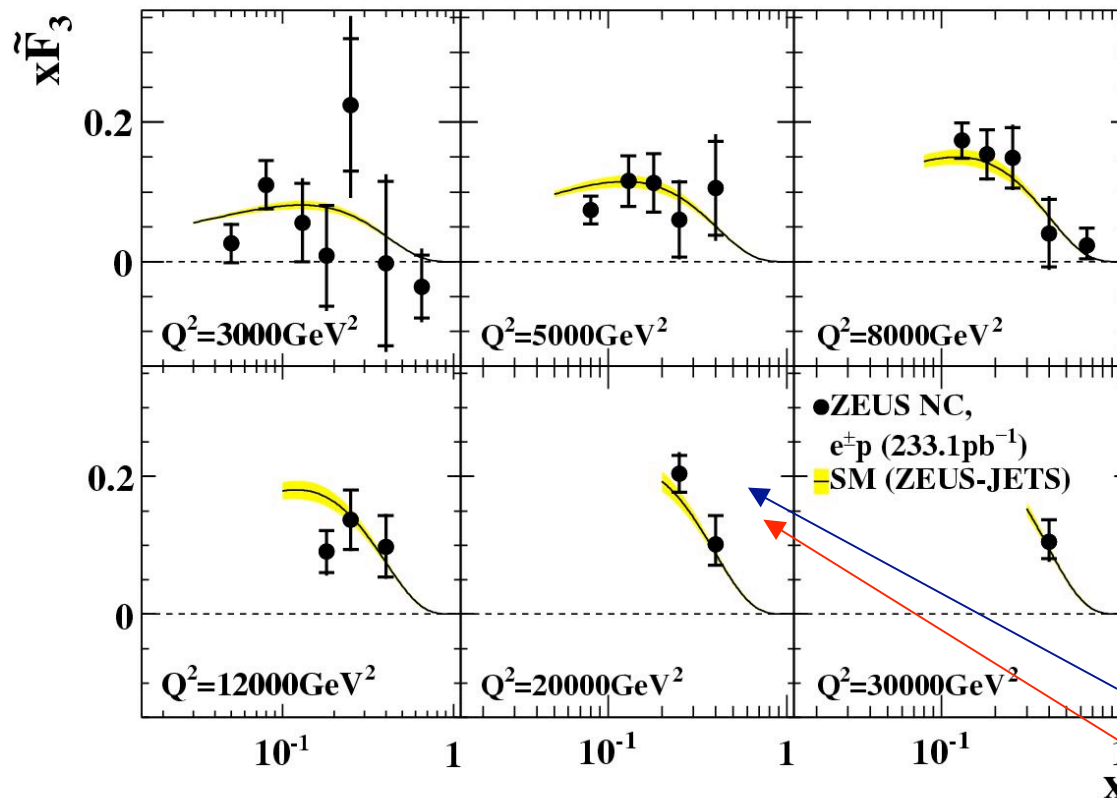 xF̃₃
0.2
0
Q²=3000GeV²
Q²=5000GeV²
Q²=8000GeV²
ZEUS NC,
e±p (233.1pb⁻¹)
SM (ZEUS-JETS)
0.2
0
Q²=12000GeV²
Q²=20000GeV²
Q²=30000GeV²
10⁻¹ 1 10⁻¹ 1 10⁻¹ 1
x